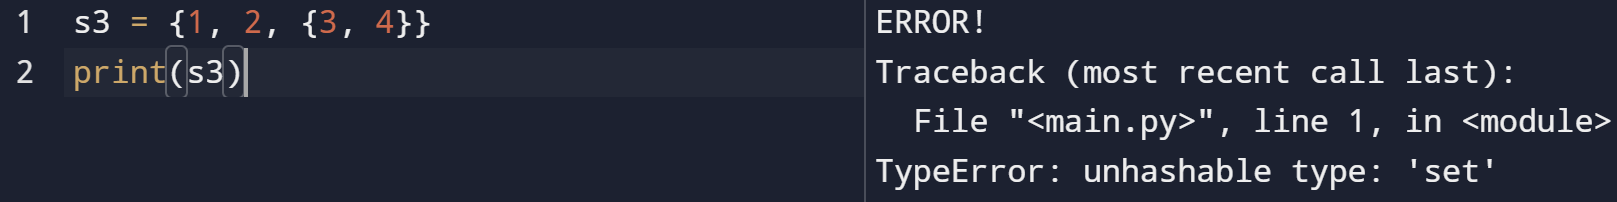 1 s3 = {1, 2, {3, 4}}
2 print(s3)
ERROR!
Traceback (most recent call last):
  File "<main.py>", line 1, in <module>
TypeError: unhashable type: 'set'